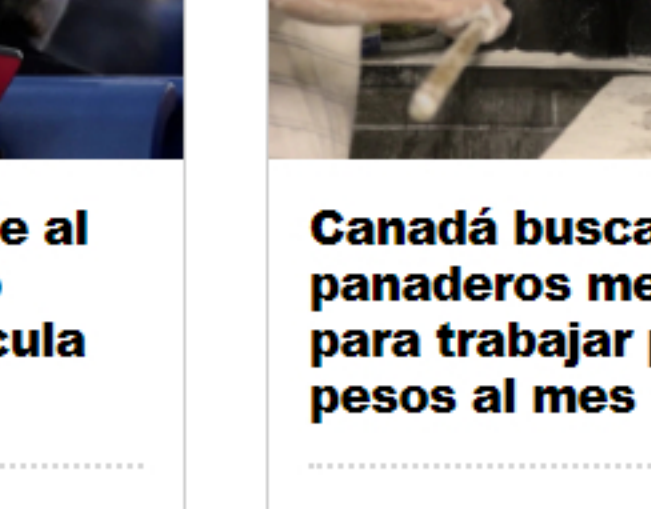 e al
cula
Canadá busca
panaderos me
para trabajar
pesos al mes